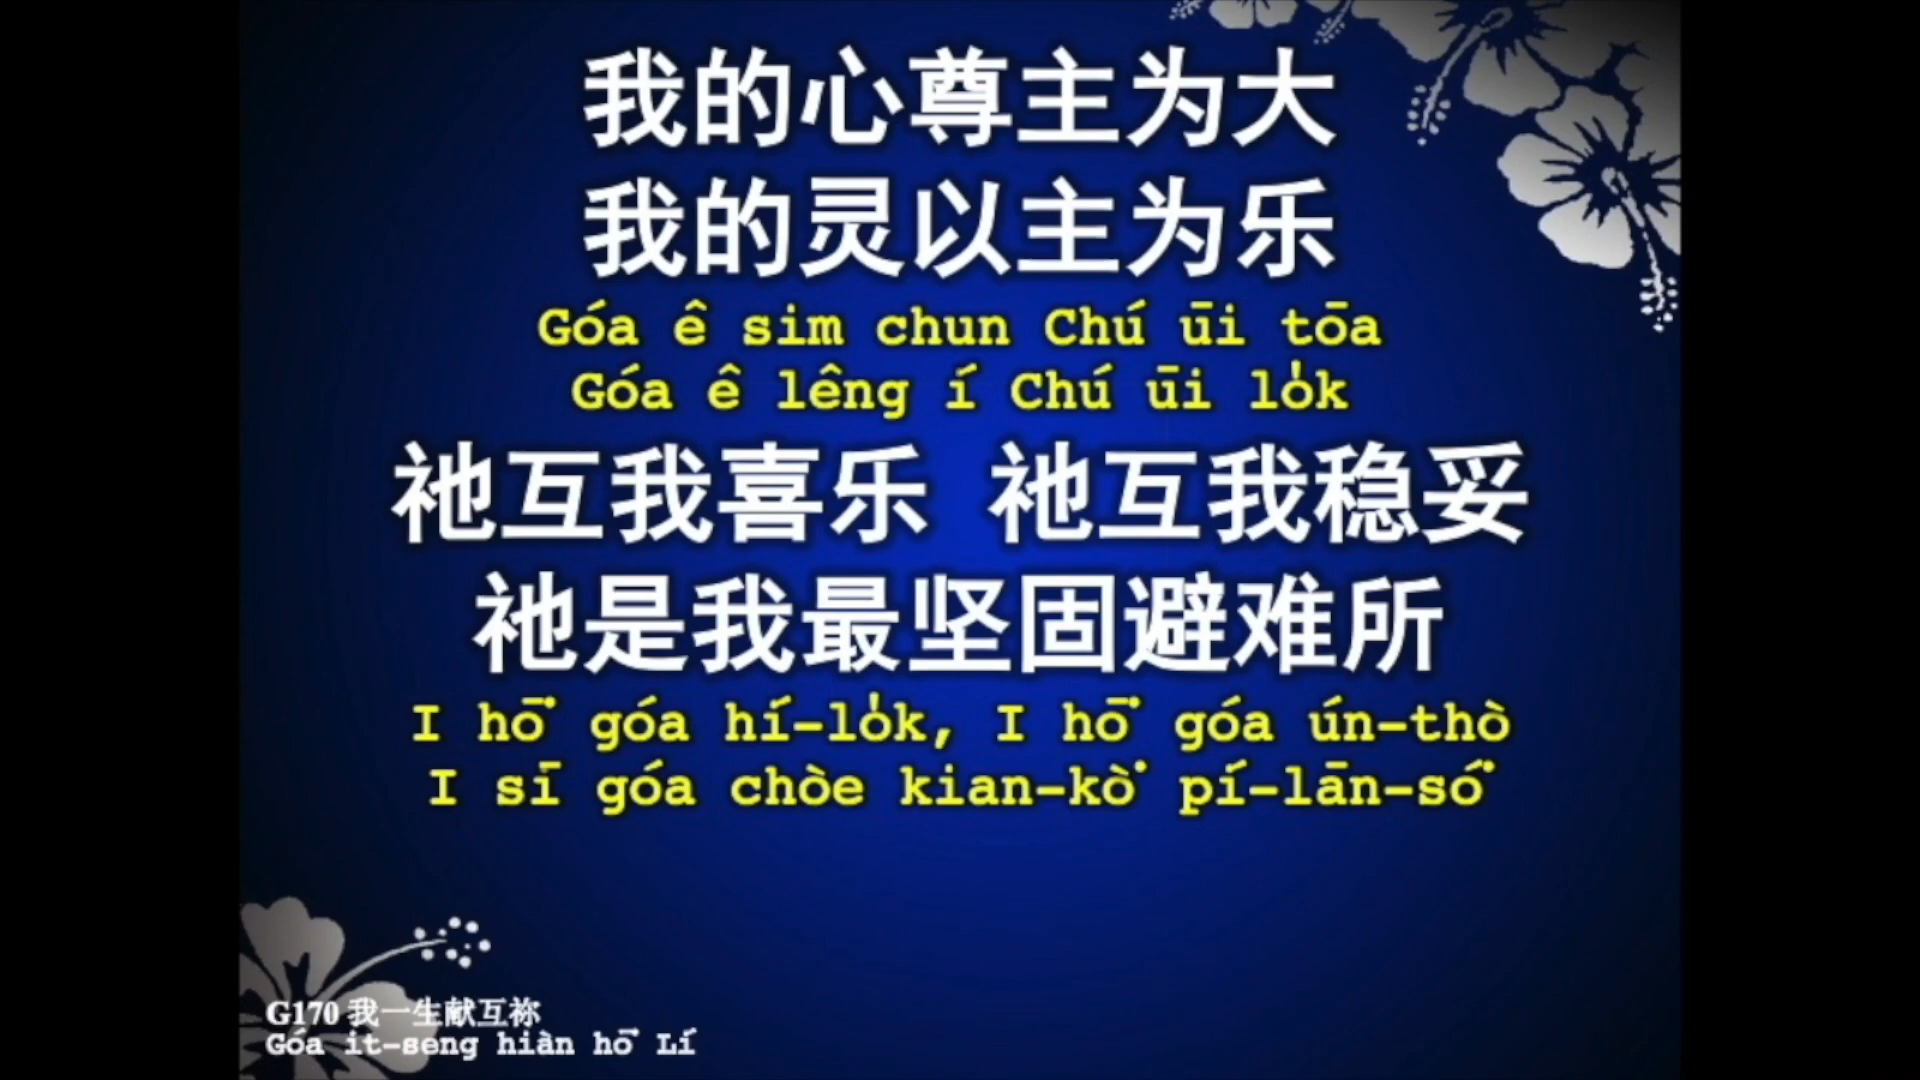 我的心尊主为大
我的灵以主为乐
Góa ê sim chun Chú ūi tōa
Góa ê lêng í Chú ūi lo̍k
祂互我喜乐 祂互我稳妥
祂是我最坚固避难所
I hō͘ góa hí-lo̍k, I hō͘ góa ún-thò
I sī góa chòe kian-kò͘ pí-lān-só͘
G170 我一生献互祢
Góa it-seng hiàn hō͘ Lí